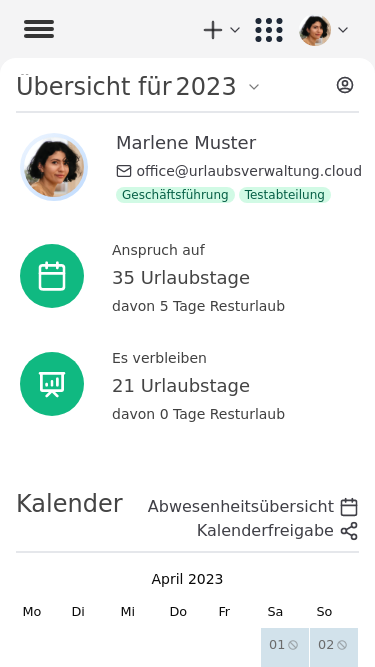 Übersicht für 2023
Marlene Muster
office@urlaubsverwaltung.cloud
Geschäftsführung Testabteilung
Anspruch auf
35 Urlaubstage
davon 5 Tage Resturlaub
Es verbleiben
21 Urlaubstage
davon 0 Tage Resturlaub
Kalender
Abwesenheitsübersicht
Kalenderfreigabe
April 2023
Mo Di Mi Do Fr Sa So
01 02